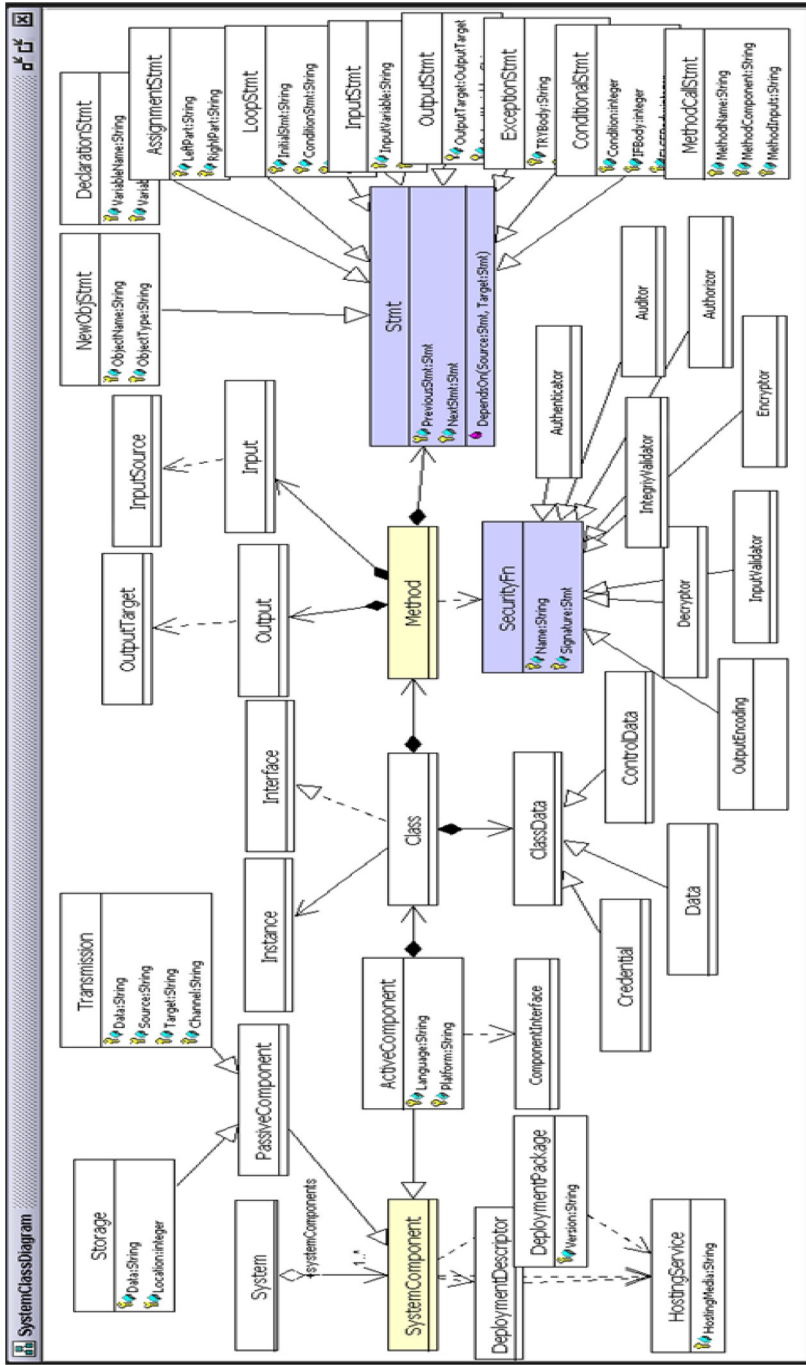 SystemClassDiagram
Storage
Data:String
Location:integer
Transmission
Data:String
Source:String
Target:String
Channel:String
System
+systemComponents
1..*
PassiveComponent
SystemComponent
ActiveComponent
Language:String
Platform:String
ComponentInterface
DeploymentDescriptor
DeploymentPackage
Version:String
HostingService
HostingMedia:String
Instance
Interface
Class
ClassData
Credential
Data
ControlData
OutputTarget
InputSource
Output
Input
Method
SecurityFn
Name:String
Signature:Stmt
OutputEncoding
Decryptor
InputValidator
IntegriyValidator
Encryptor
Authenticator
Auditor
Authorizor
NewObjStmt
ObjectName:String
ObjectType:String
DeclarationStmt
VariableName:String
AssignmentStmt
LeftPart:String
RightPart:String
LoopStmt
InitialStmt:String
ConditionStmt:String
InputStmt
InputVariable:String
OutputStmt
OutputTarget:OutputTarget
ExceptionStmt
TRYBody:String
ConditionalStmt
Condition:integer
IFBody:integer
MethodCallStmt
MethodName:String
MethodComponent:String
MethodInputs:String
Stmt
PreviousStmt:Stmt
NextStmt:Stmt
DependsOn(Source:Stmt, Target:Stmt)